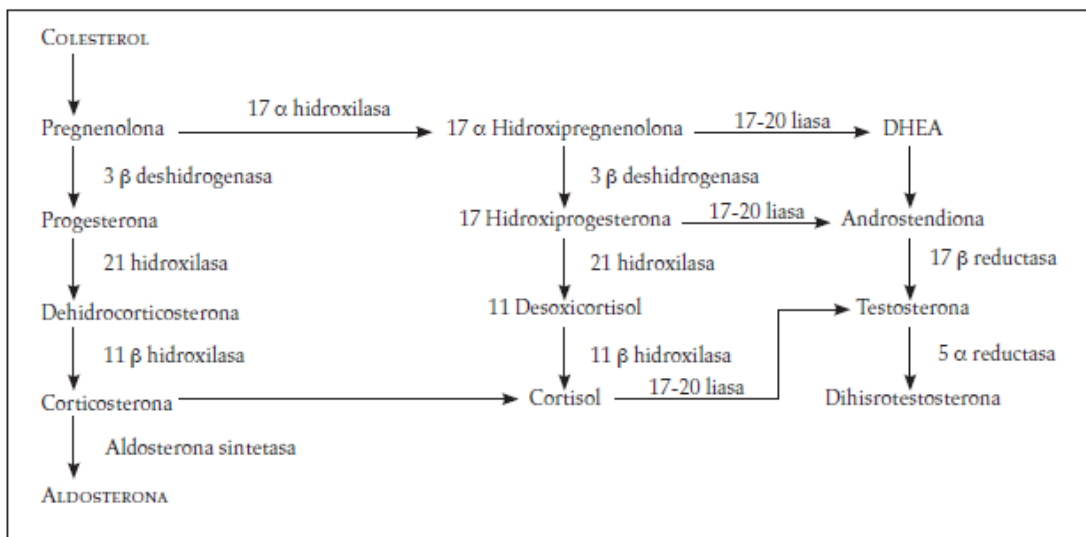 COLESTEROL
17 α hidroxilasa
Pregnenolona
17 α Hidroxipregnenolona
17-20 liasa
DHEA
3 β deshidrogenasa
3 β deshidrogenasa
Progesterona
17 Hidroxiprogesterona
17-20 liasa
Androstendiona
21 hidroxilasa
21 hidroxilasa
17 β reductasa
Dehidrocorticosterona
11 Desoxicortisol
Testosterona
11 β hidroxilasa
11 β hidroxilasa
5 α reductasa
Corticosterona
Cortisol
17-20 liasa
Dihisrotestosterona
Aldosterona sintetasa
ALDOSTERONA